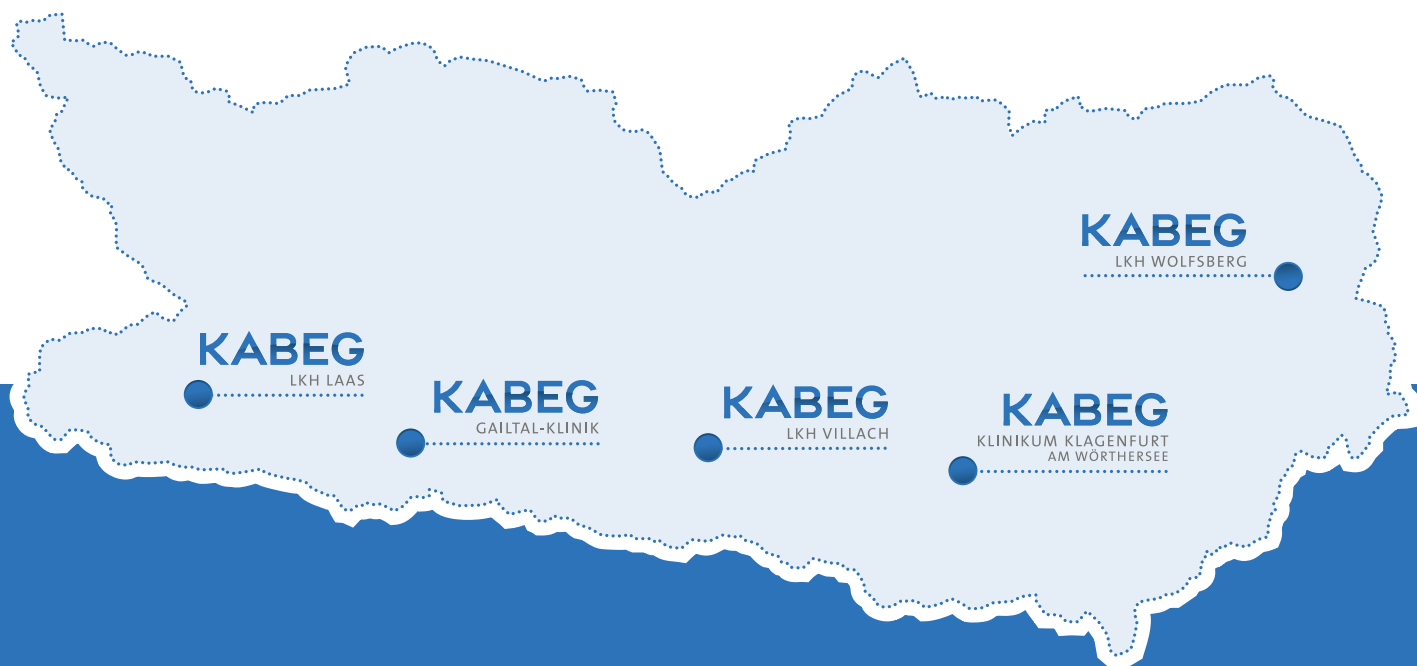 KABEG
LKH WOLFSBERG
KABEG
LKH LAAS
KABEG
GAILTAL-KLINIK
KABEG
LKH VILLACH
KABEG
KLINIKUM KLAGENFURT
AM WÖRTHERSEE